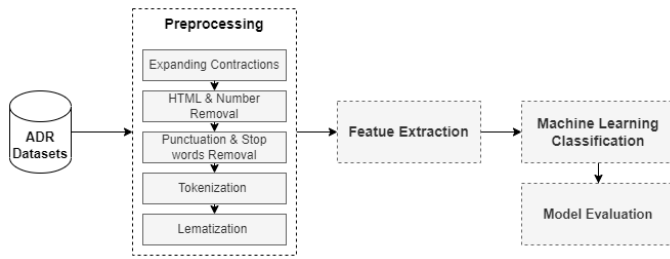 Preprocessing
Expanding Contractions
HTML & Number
Removal
Punctuation & Stop
words Removal
Tokenization
Lematization
ADR
Datasets
Featue Extraction
Machine Learning
Classification
Model Evaluation